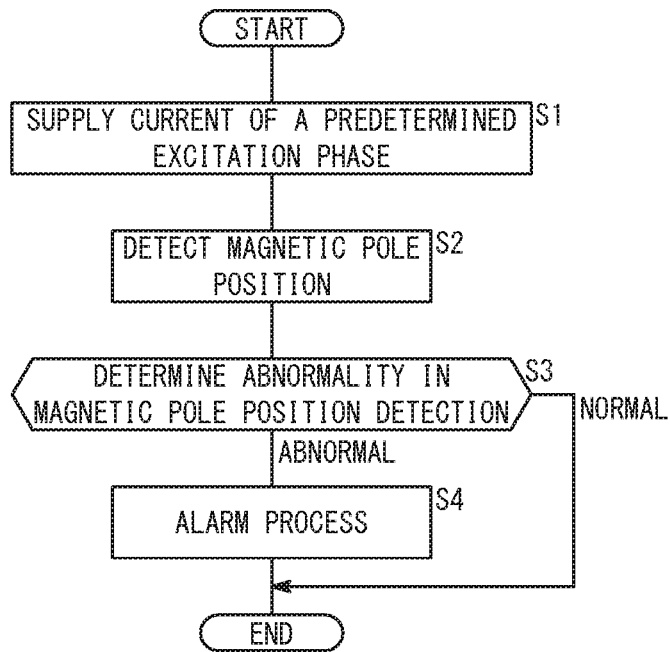 START
SUPPLY CURRENT OF A PREDETERMINED
EXCITATION PHASE
S1
DETECT MAGNETIC POLE
POSITION
S2
DETERMINE ABNORMALITY IN
MAGNETIC POLE POSITION DETECTION
S3
NORMAL
ABNORMAL
ALARM PROCESS
S4
END